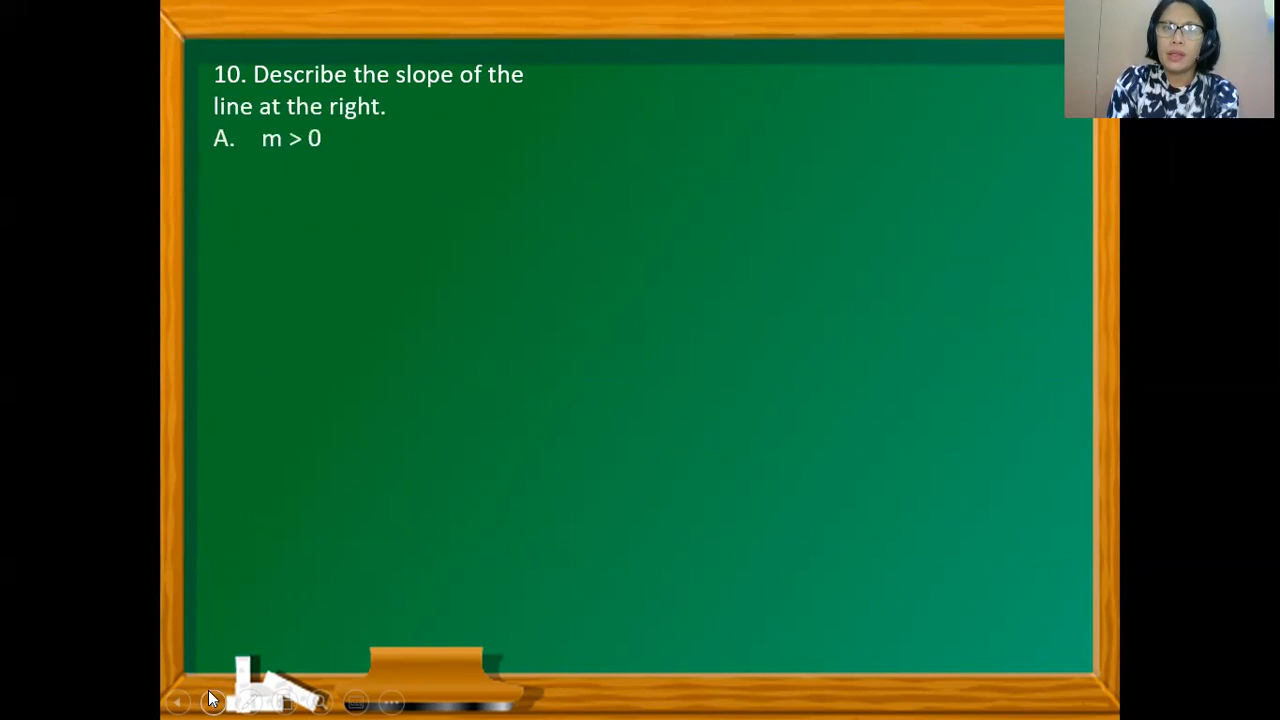 10. Describe the slope of the
line at the right.
A. m > 0